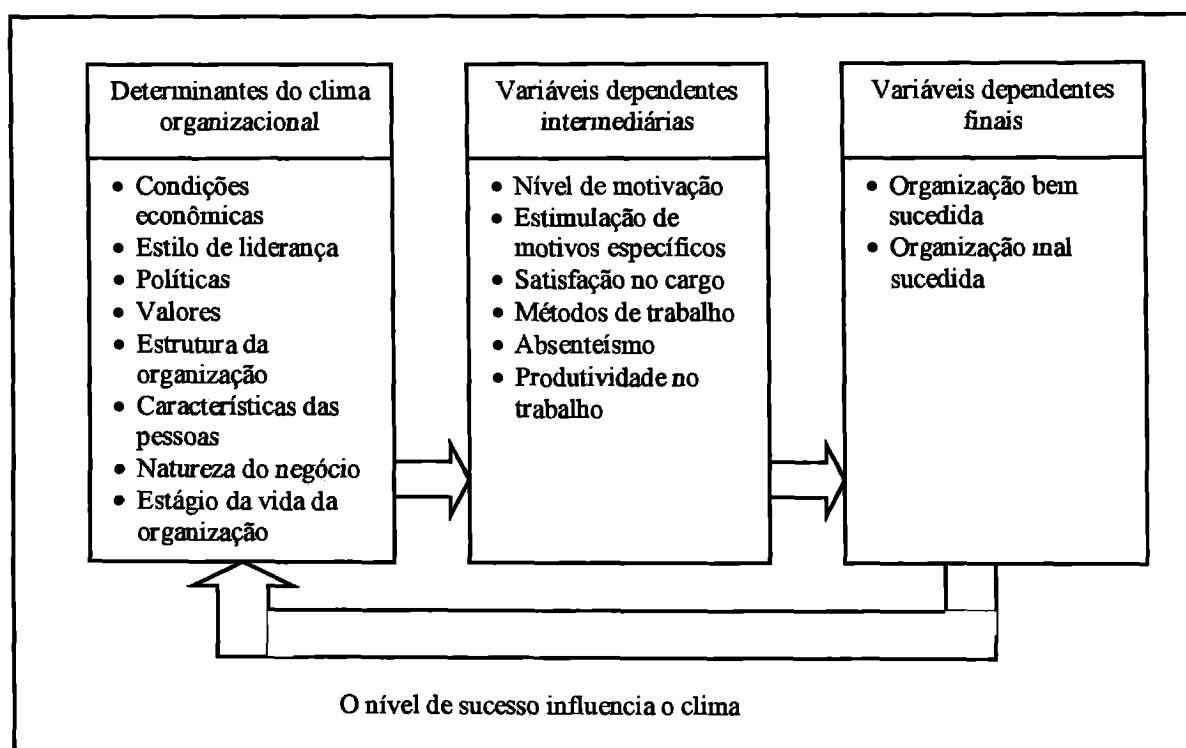 Determinantes do clima
organizacional
• Condições
econômicas
• Estilo de liderança
• Políticas
• Valores
• Estrutura da
organização
• Características das
pessoas
• Natureza do negócio
• Estágio da vida da
organização
Variáveis dependentes
intermediárias
• Nível de motivação
• Estimulação de
motivos específicos
• Satisfação no cargo
• Métodos de trabalho
• Absenteísmo
• Produtividade no
trabalho
Variáveis dependentes
finais
• Organização bem
sucedida
• Organização mal
sucedida
O nível de sucesso influencia o clima